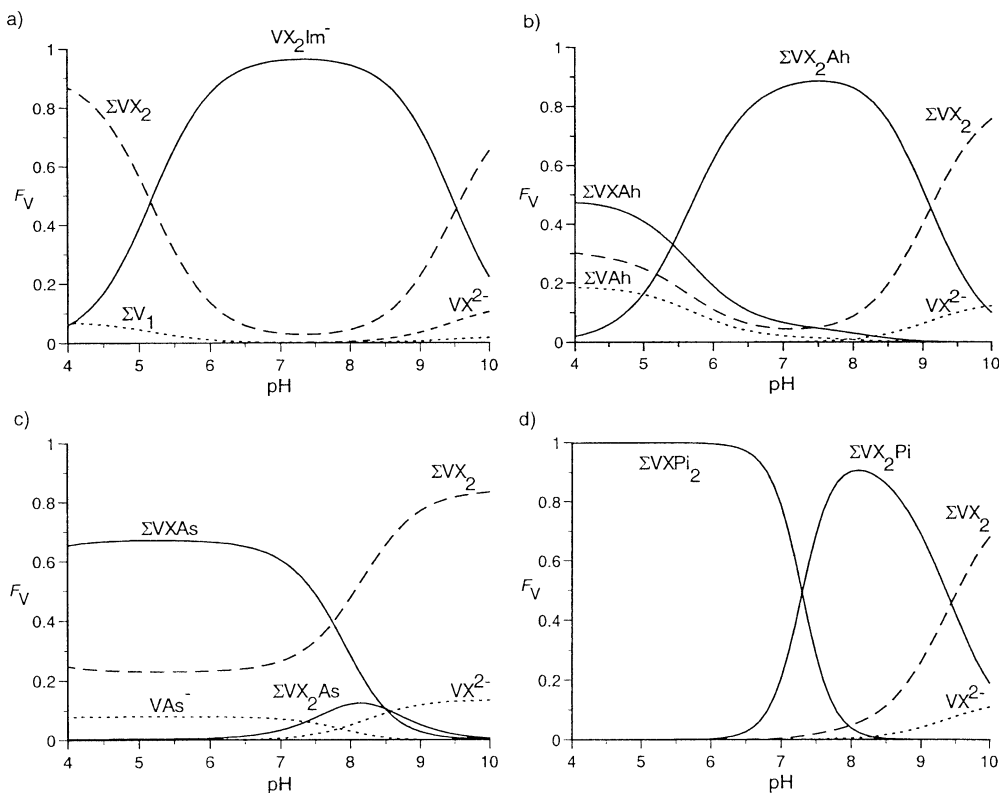 a)
VX₂Im⁻
1
ΣVX₂
0.8
0.6
F_V
0.4
0.2
ΣV₁
VX²⁻
0
4 5 6 7 8 9 10
pH
b)
ΣVX₂Ah
1
ΣVX₂
0.8
0.6
F_V
ΣVXAh
0.4
ΣVAh
0.2
VX²⁻
0
4 5 6 7 8 9 10
pH
c)
1
ΣVX₂
0.8
ΣVXAs
0.6
F_V
0.4
0.2
VAs⁻
ΣVX₂As
VX²⁻
0
4 5 6 7 8 9 10
pH
d)
1
ΣVXPi₂
ΣVX₂Pi
0.8
ΣVX₂
0.6
F_V
0.4
0.2
VX²⁻
0
4 5 6 7 8 9 10
pH